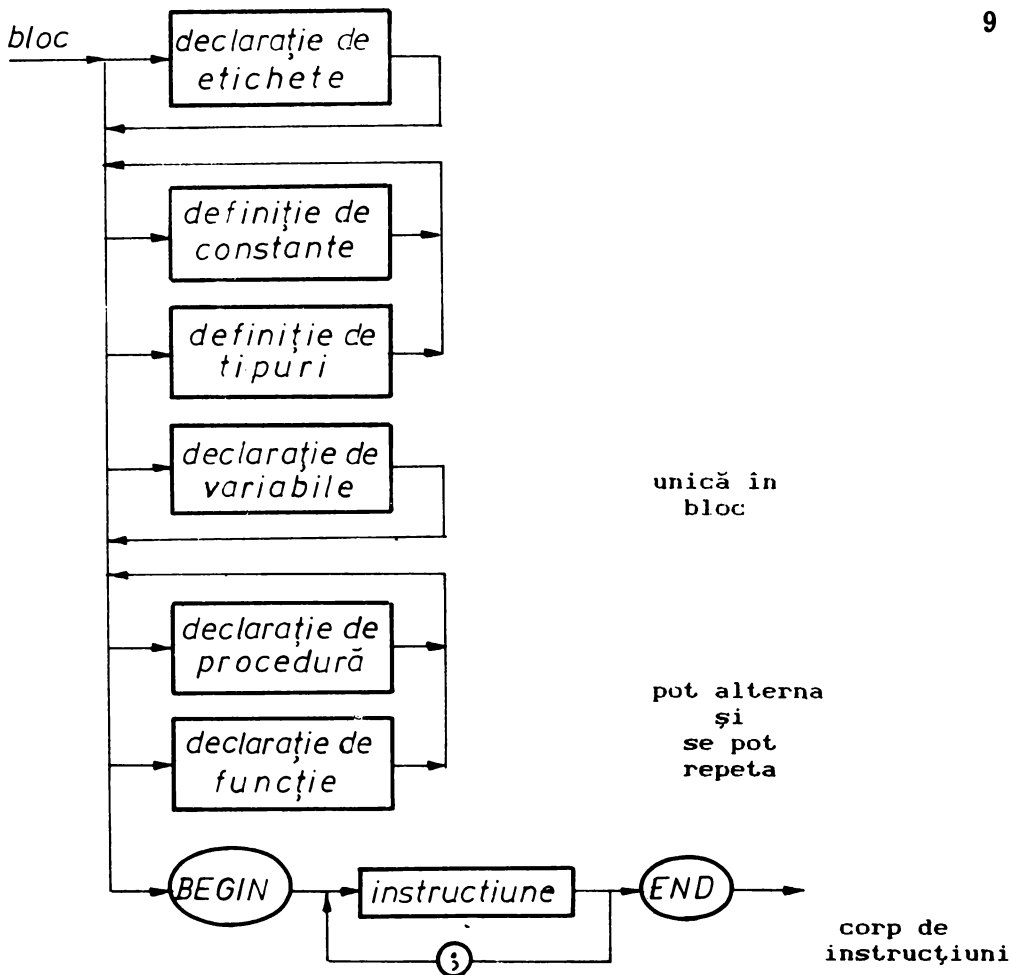 9
bloc
declarație de
etichete
definiție de
constante
definiție de
tipuri
declarație de
variabile
unică în
bloc
declarație de
procedură
pot alterna
și
se pot
repeta
declarație de
funcție
BEGIN
instructiune
END
;
corp de
instrucțiuni